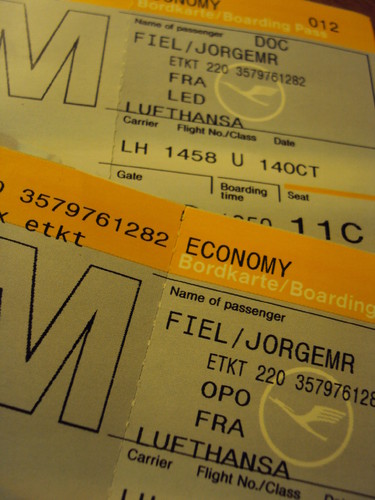 ECONOMY
Bordkarte/Boarding Pass
012
Name of passenger
DOC
FIEL/JORGEMR
ETKT 220 3579761282
FRA
LED
LUFTHANSA
Carrier Flight No./Class Date
LH 1458 U 14OCT
Gate Boarding time Seat
11C
3579761282
etkt
M
ECONOMY
Bordkarte/Boarding
Name of passenger
FIEL/JORGEMR
ETKT 220 357976128
OPO
FRA
LUFTHANSA
Carrier Flight No./Class
M